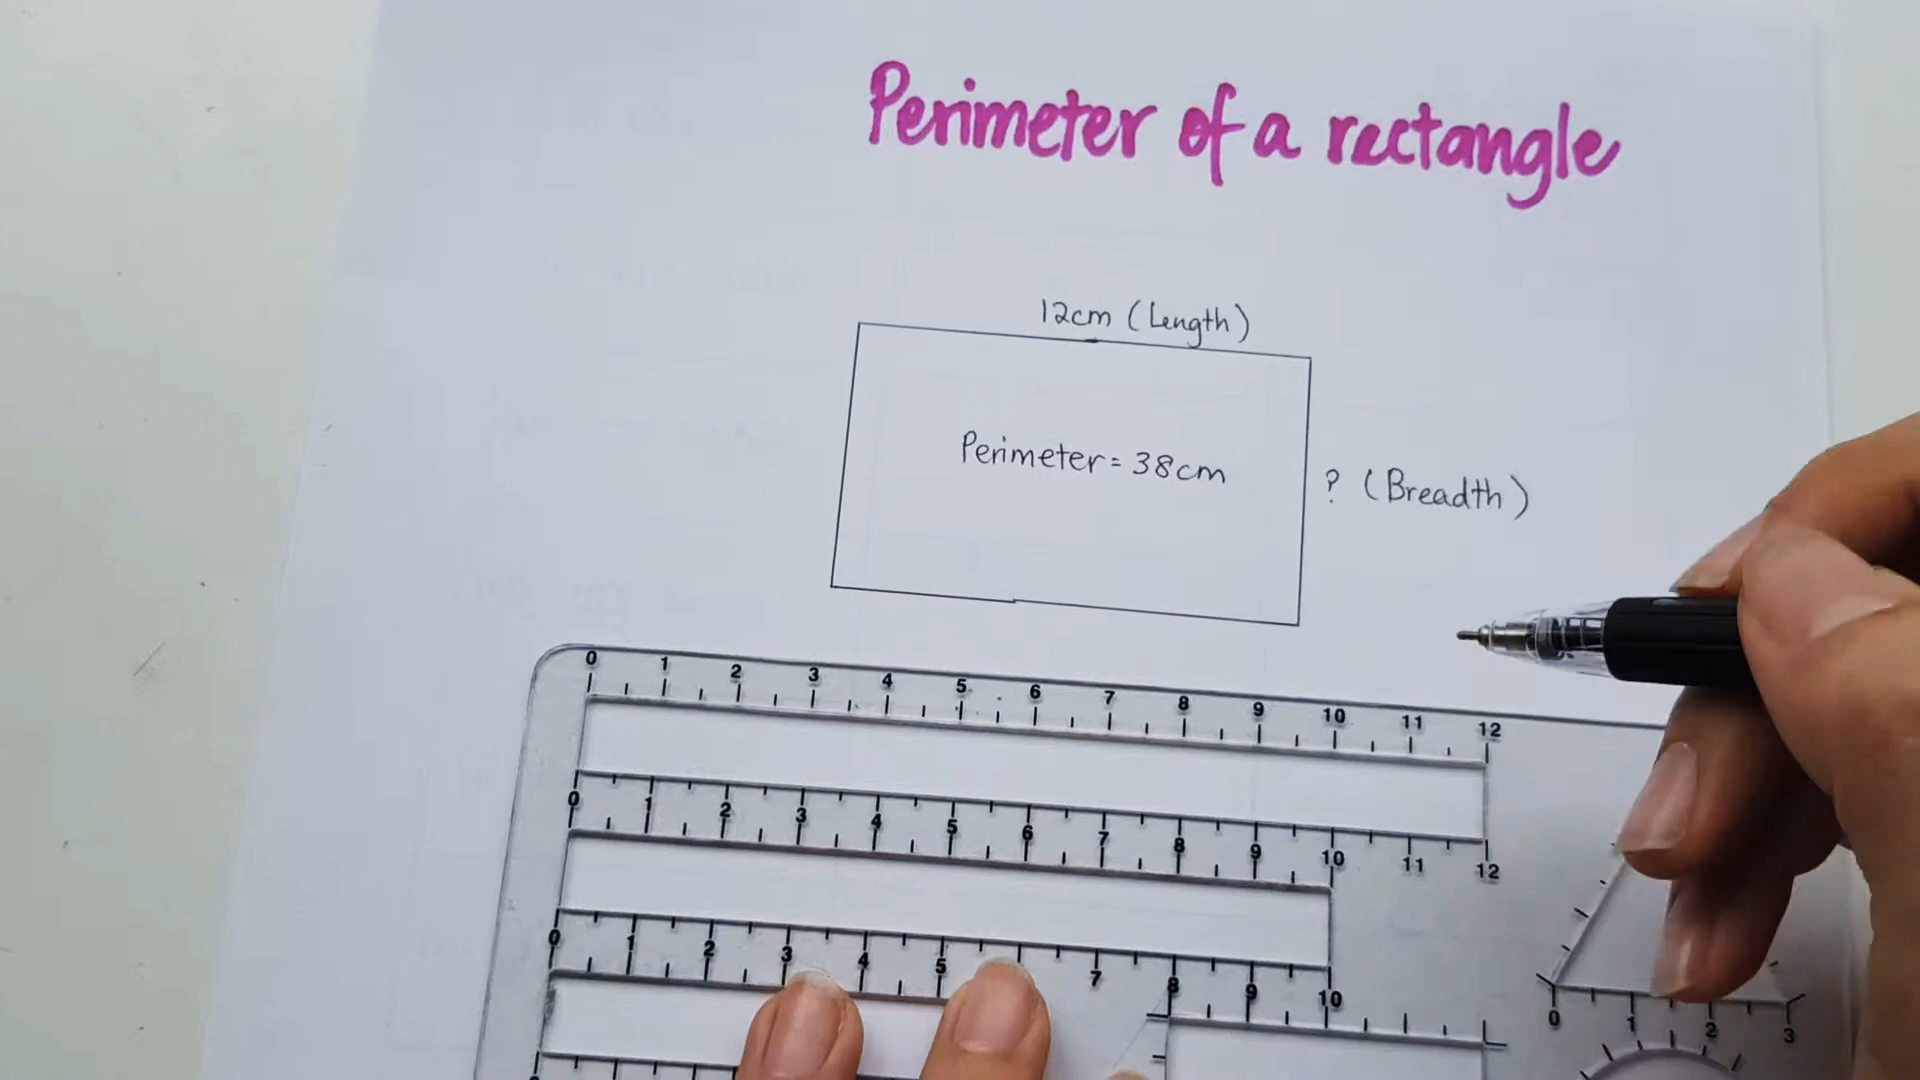 Perimeter of a rectangle
12cm (Length)
Perimeter = 38cm
? (Breadth)
0 1 2 3 4 5 6 7 8 9 10 11 12
0 1 2 3 4 5 6 7 8 9 10 11 12
0 1 2 3 4 5 7 8 9 10
0 1 2 3